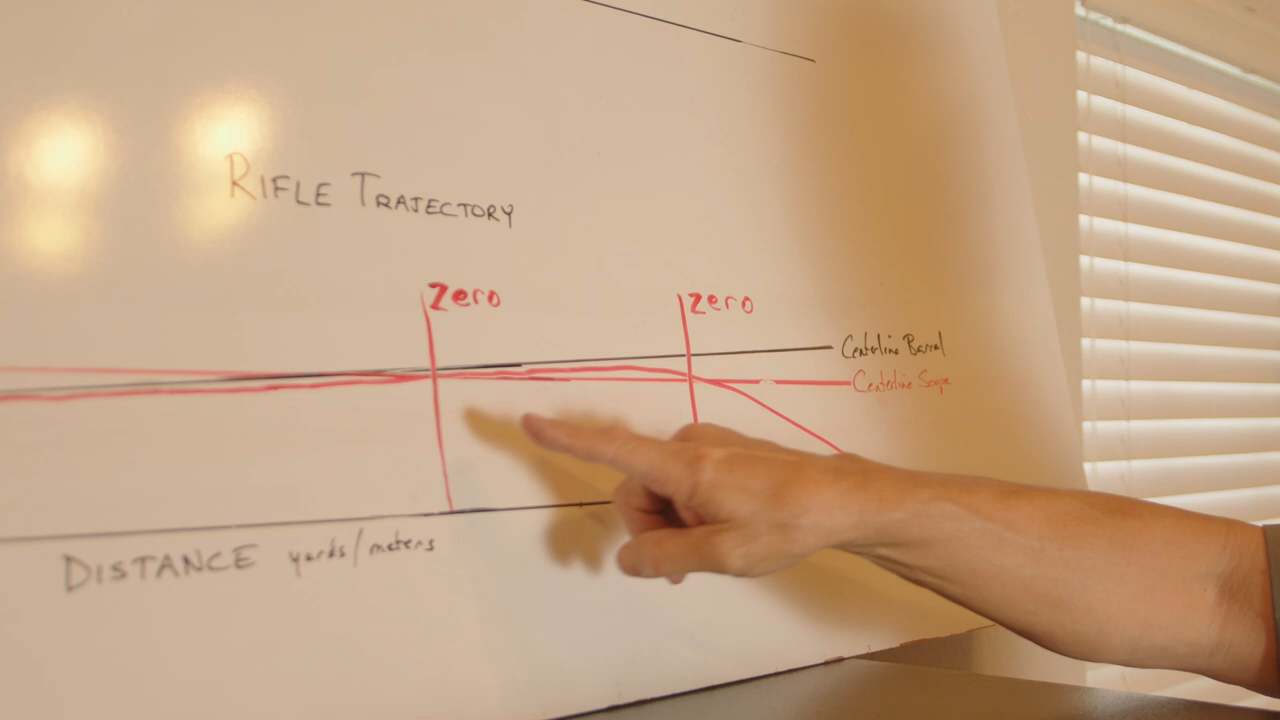 RIFLE TRAJECTORY
Zero
Zero
Centerline Barrel
Centerline Scope
DISTANCE yards/meters